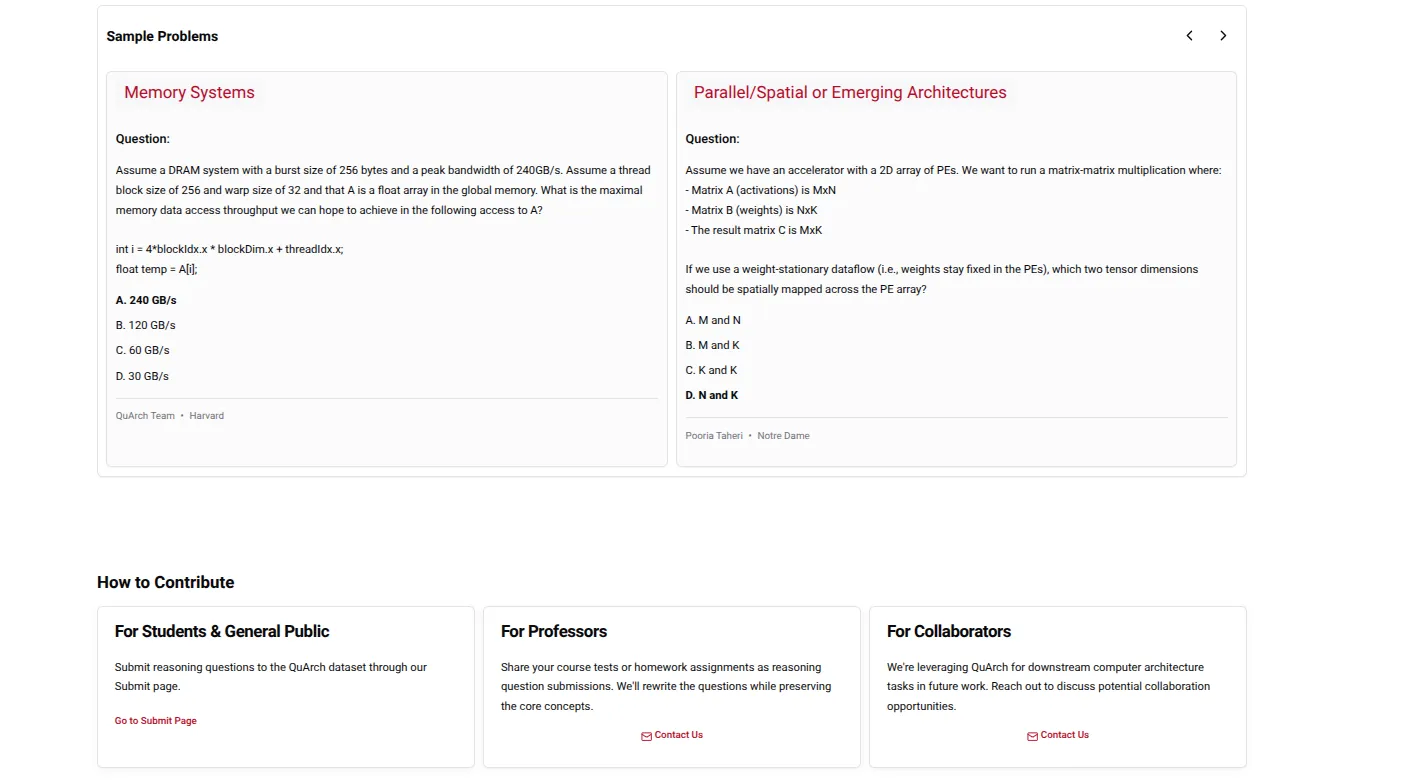 Sample Problems
Memory Systems
Question:
Assume a DRAM system with a burst size of 256 bytes and a peak bandwidth of 240GB/s. Assume a thread
block size of 256 and warp size of 32 and that A is a float array in the global memory. What is the maximal
memory data access throughput we can hope to achieve in the following access to A?
int i = 4*blockIdx.x * blockDim.x + threadIdx.x;
float temp = A[i];
A. 240 GB/s
B. 120 GB/s
C. 60 GB/s
D. 30 GB/s
QuArch Team • Harvard
Parallel/Spatial or Emerging Architectures
Question:
Assume we have an accelerator with a 2D array of PEs. We want to run a matrix-matrix multiplication where:
- Matrix A (activations) is MxN
- Matrix B (weights) is NxK
- The result matrix C is MxK
If we use a weight-stationary dataflow (i.e., weights stay fixed in the PEs), which two tensor dimensions
should be spatially mapped across the PE array?
A. M and N
B. M and K
C. K and K
D. N and K
Pooria Taheri • Notre Dame
How to Contribute
For Students & General Public
Submit reasoning questions to the QuArch dataset through our
Submit page.
Go to Submit Page
For Professors
Share your course tests or homework assignments as reasoning
question submissions. We'll rewrite the questions while preserving
the core concepts.
Contact Us
For Collaborators
We're leveraging QuArch for downstream computer architecture
tasks in future work. Reach out to discuss potential collaboration
opportunities.
Contact Us